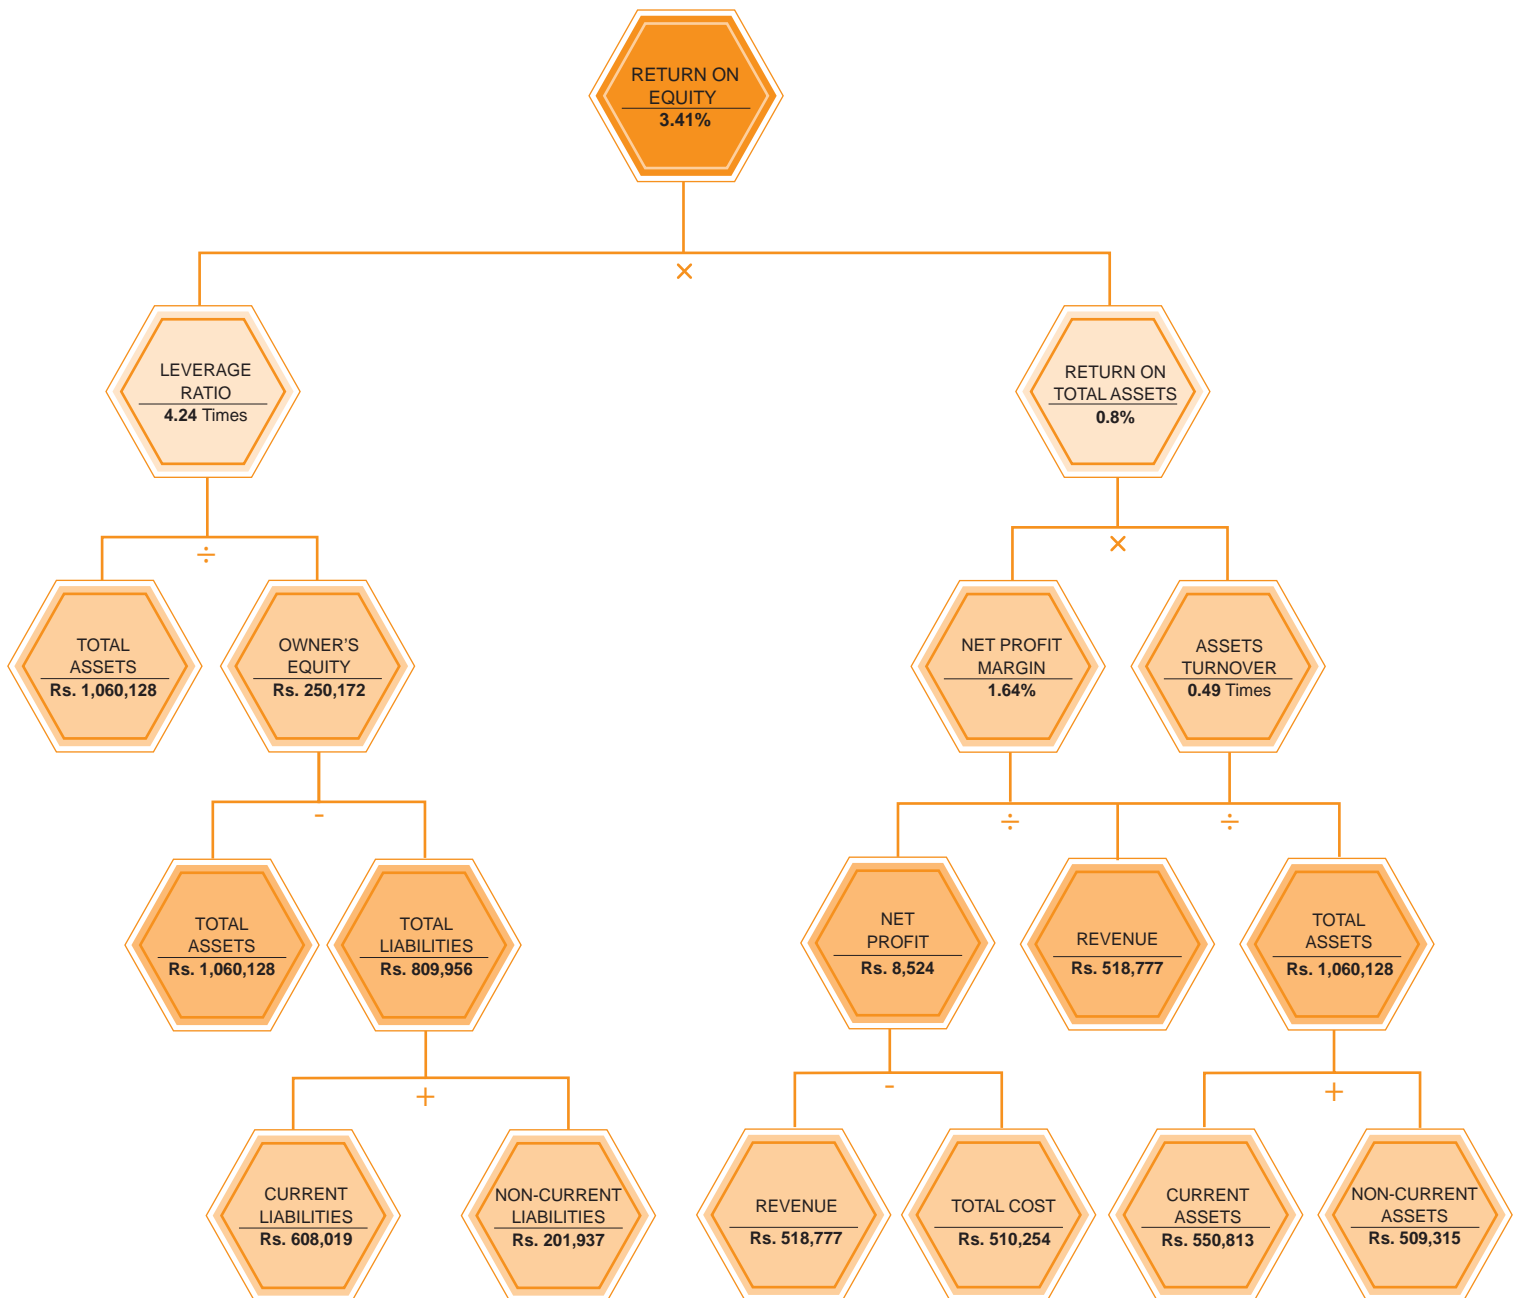 RETURN ON
EQUITY
3.41%
×
LEVERAGE
RATIO
4.24 Times
RETURN ON
TOTAL ASSETS
0.8%
÷
×
TOTAL
ASSETS
Rs. 1,060,128
OWNER'S
EQUITY
Rs. 250,172
NET PROFIT
MARGIN
1.64%
ASSETS
TURNOVER
0.49 Times
-
÷
÷
TOTAL
ASSETS
Rs. 1,060,128
TOTAL
LIABILITIES
Rs. 809,956
NET
PROFIT
Rs. 8,524
REVENUE
Rs. 518,777
TOTAL
ASSETS
Rs. 1,060,128
+
-
+
CURRENT
LIABILITIES
Rs. 608,019
NON-CURRENT
LIABILITIES
Rs. 201,937
REVENUE
Rs. 518,777
TOTAL COST
Rs. 510,254
CURRENT
ASSETS
Rs. 550,813
NON-CURRENT
ASSETS
Rs. 509,315